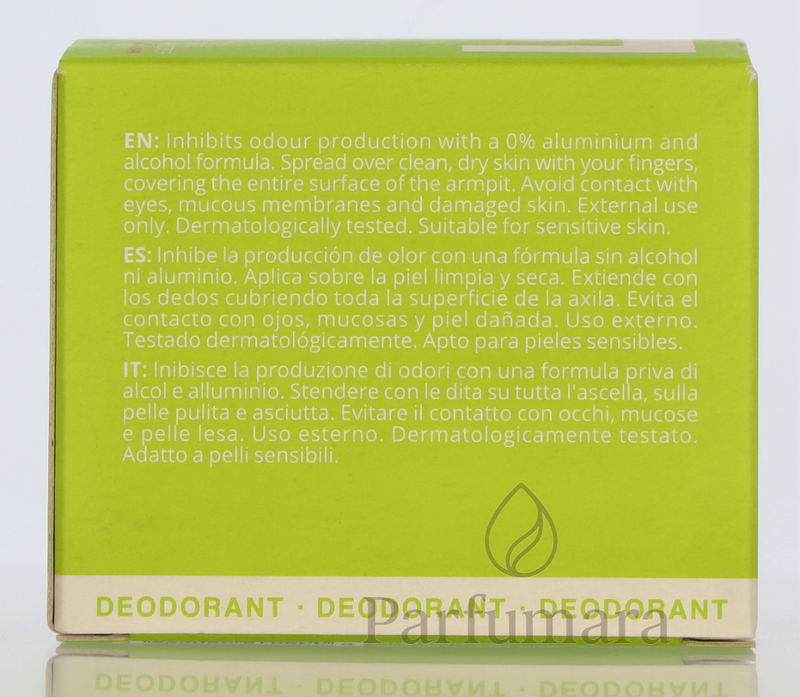 EN: Inhibits odour production with a 0% aluminium and
alcohol formula. Spread over clean, dry skin with your fingers,
covering the entire surface of the armpit. Avoid contact with
eyes, mucous membranes and damaged skin. External use
only. Dermatologically tested. Suitable for sensitive skin.
ES: Inhibe la producción de olor con una fórmula sin alcohol
ni aluminio. Aplica sobre la piel limpia y seca. Extiende con
los dedos cubriendo toda la superficie de la axila. Evita el
contacto con ojos, mucosas y piel dañada. Uso externo.
Testado dermatológicamente. Apto para pieles sensibles.
IT: Inibisce la produzione di odori con una formula priva di
alcol e alluminio. Stendere con le dita su tutta l'ascella, sulla
pelle pulita e asciutta. Evitare il contatto con occhi, mucose
e pelle lesa. Uso esterno. Dermatologicamente testato.
Adatto a pelli sensibili.
DEODORANT · DEODORANT · DEODORANT
Parfumara